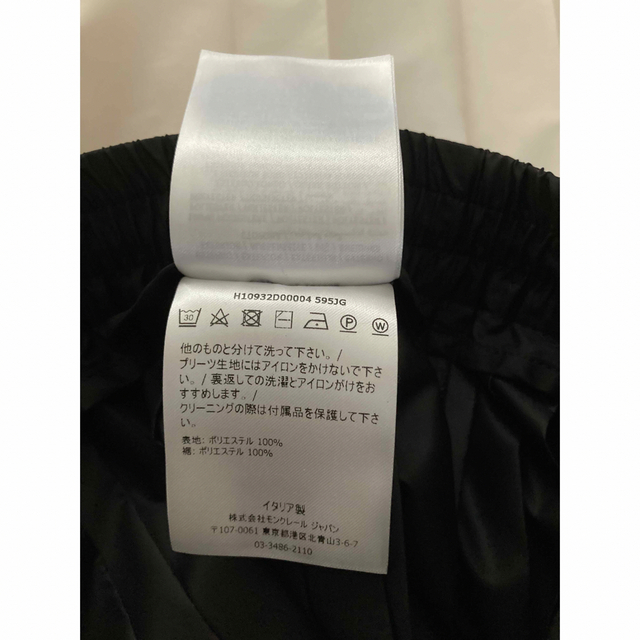 H10932D00004 595JG
30 P W
他のものと分けて洗って下さい。/
プリーツ生地にはアイロンをかけないで下さ
い。/ 裏返しての洗濯とアイロンがけをお
すすめします。/
クリーニングの際は付属品を保護して下さ
い。
表地: ポリエステル 100%
裾: ポリエステル 100%
イタリア製
株式会社モンクレール ジャパン
〒107-0061 東京都港区北青山3-6-7
03-3486-2110